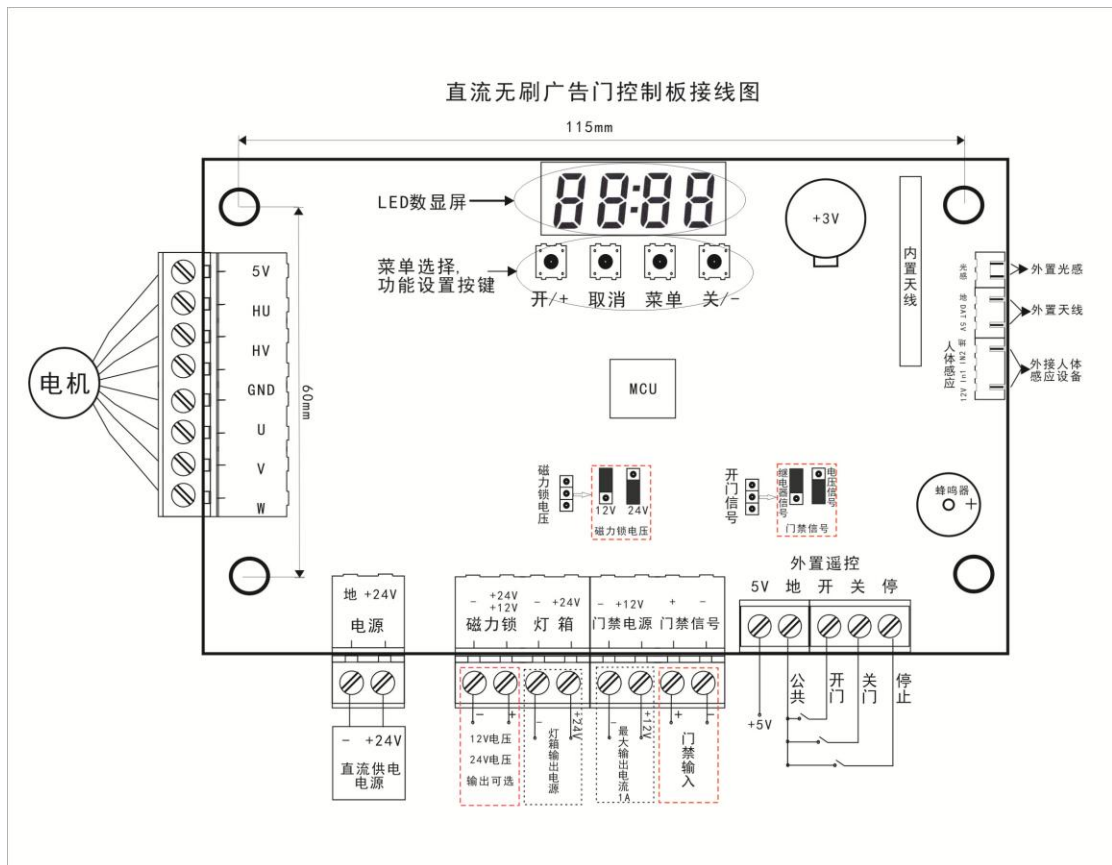 直流无刷广告门控制板接线图
115mm
LED数显屏
88:88
+3V
内置天线
菜单选择,
功能设置按键
开/+ 取消 菜单 关/-
光感
外置光感
地 DAT 5V
外置天线
人体感应
外接人体
感应设备
电机
5V
HU
HV
GND
U
V
W
60mm
MCU
磁力锁电压
12V 24V
磁力锁电压
开门信号
继电器信号
电压信号
门禁信号
蜂鸣器
+
外置遥控
5V 地 开 关 停
地 +24V
电源
- +24V
+12V
磁力锁
- +24V
灯箱
- +12V
门禁电源
+ -
门禁信号
- +24V
直流供电
电源
- +
12V电压
24V电压
输出可选
- +24V
灯箱输出电源
- +12V
最大输出电流1A
+ -
门禁输入
+5V
公共
开门
关门
停止